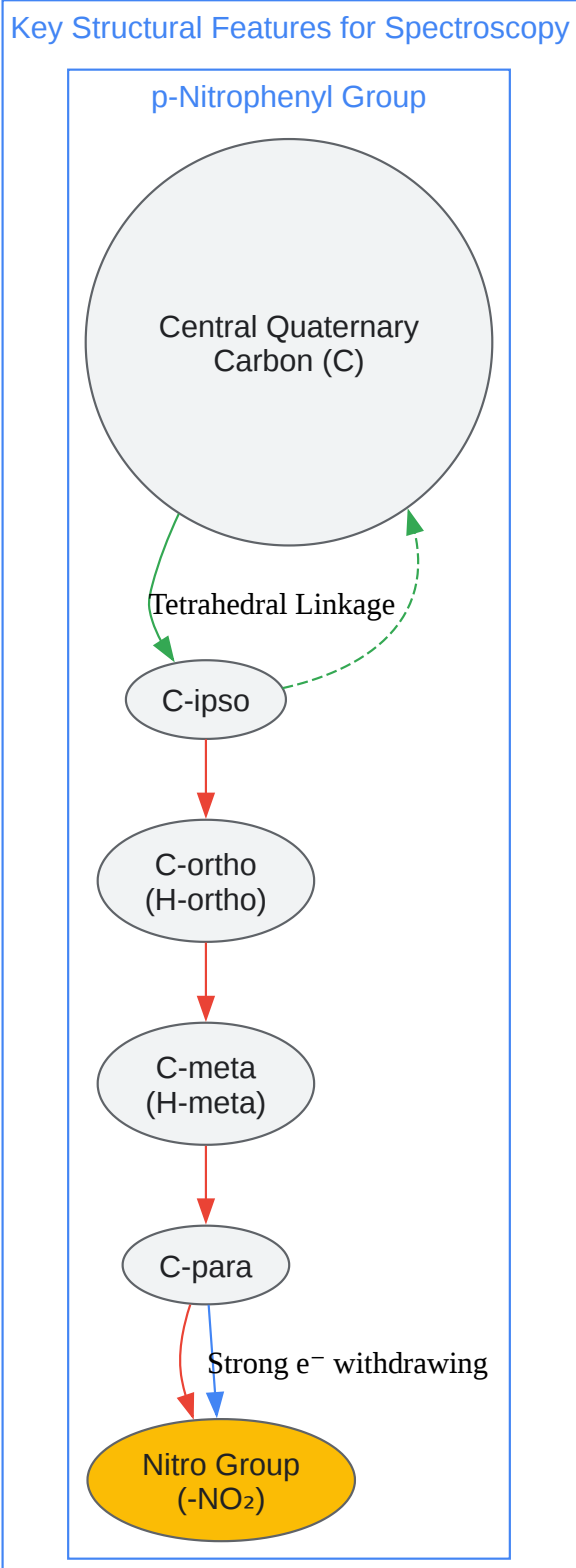 Key Structural Features for Spectroscopy
p-Nitrophenyl Group
Central Quaternary
Carbon (C)
Tetrahedral Linkage
C-ipso
C-ortho
(H-ortho)
C-meta
(H-meta)
C-para
Strong e⁻ withdrawing
Nitro Group
(-NO₂)